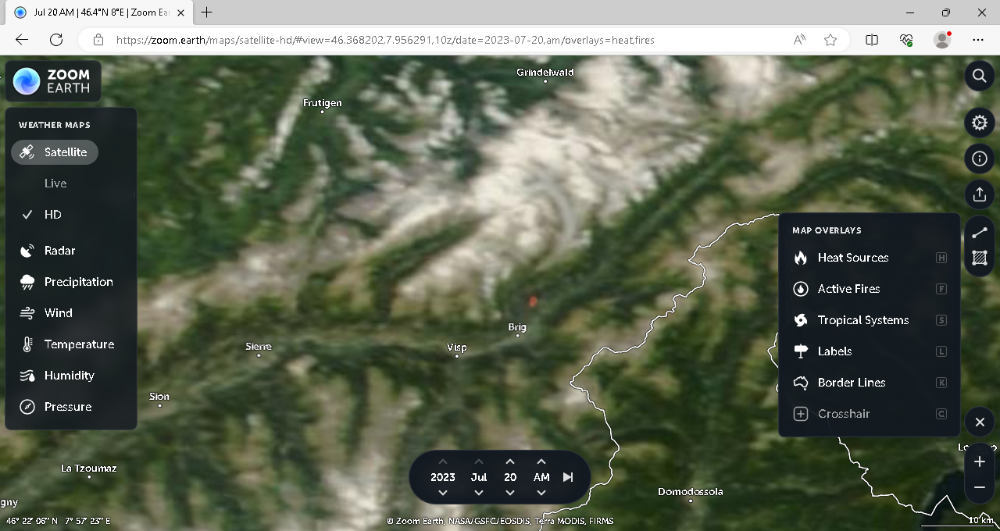 Jul 20 AM | 46.4°N 8°E | Zoom Ea
https://zoom.earth/maps/satellite-hd/#view=46.368202,7.956291,10z/date=2023-07-20,am/overlays=heat,fires
ZOOM
EARTH
WEATHER MAPS
Satellite
Live
HD
Radar
Precipitation
Wind
Temperature
Humidity
Pressure
Grindelwald
Frutigen
Brig
Sierre
Visp
Sion
La Tzoumaz
gny
Domodossola
MAP OVERLAYS
Heat Sources H
Active Fires F
Tropical Systems S
Labels L
Border Lines K
Crosshair C
2023 Jul 20 AM
46° 22' 06" N 7° 57' 23" E
© Zoom Earth, NASA/GSFC/EOSDIS, Terra MODIS, FIRMS
10 km